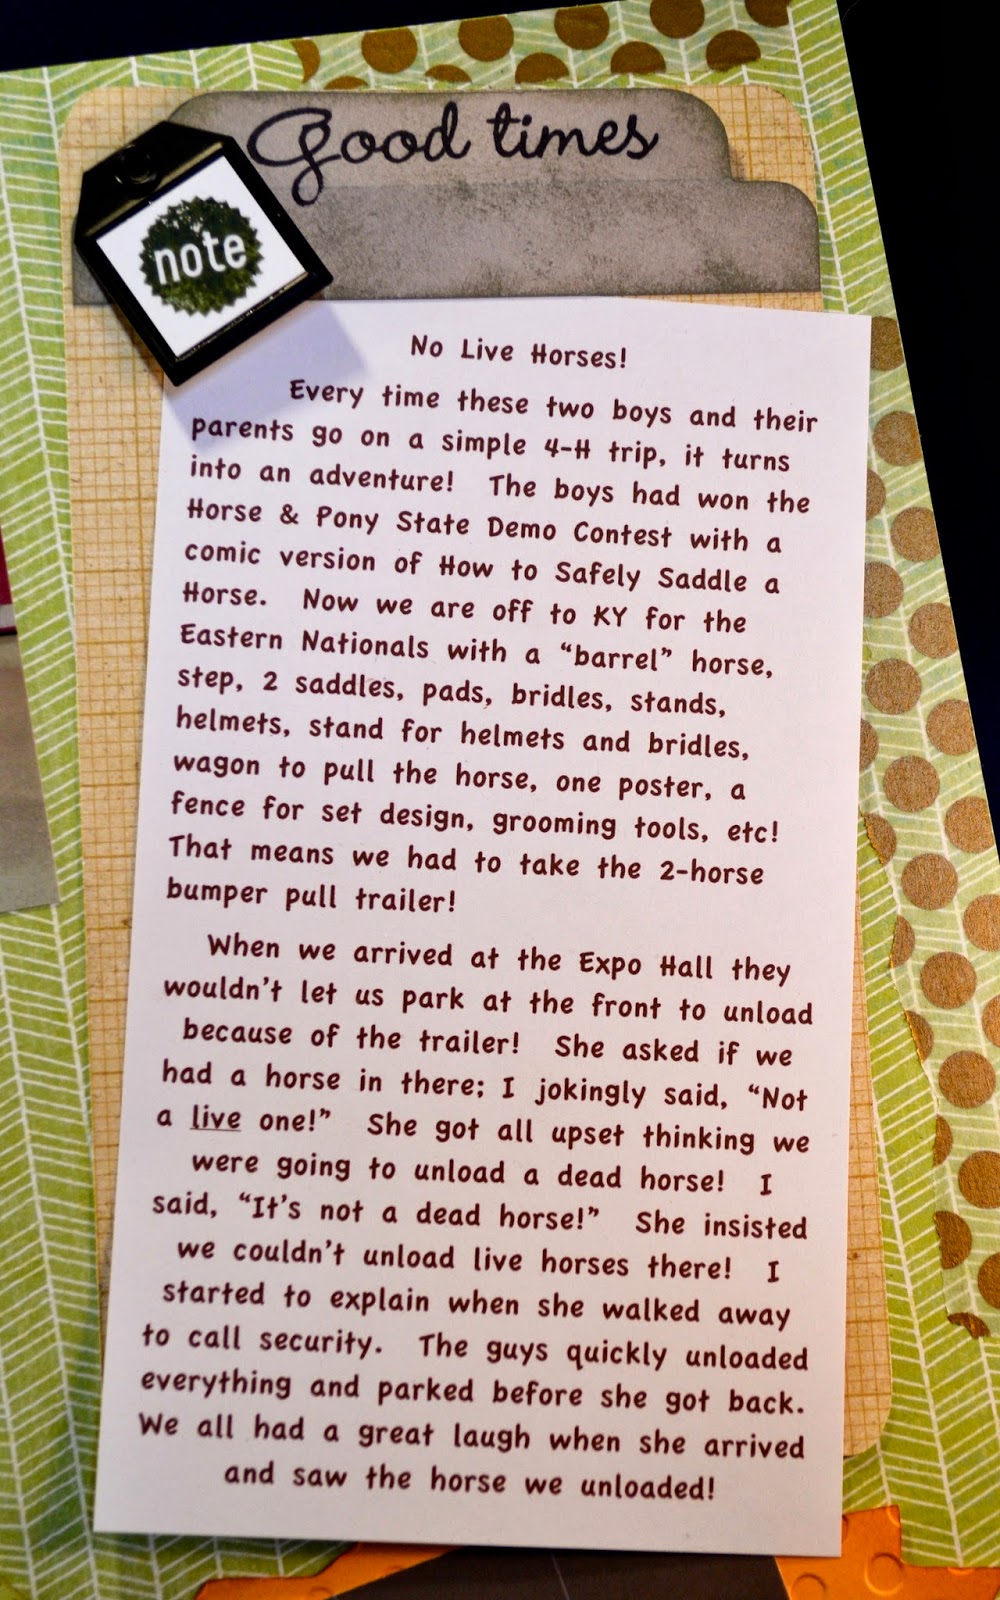 Good times
note
No Live Horses!
Every time these two boys and their
parents go on a simple 4-H trip, it turns
into an adventure! The boys had won the
Horse & Pony State Demo Contest with a
comic version of How to Safely Saddle a
Horse. Now we are off to KY for the
Eastern Nationals with a “barrel” horse,
step, 2 saddles, pads, bridles, stands,
helmets, stand for helmets and bridles,
wagon to pull the horse, one poster, a
fence for set design, grooming tools, etc!
That means we had to take the 2-horse
bumper pull trailer!
When we arrived at the Expo Hall they
wouldn’t let us park at the front to unload
because of the trailer! She asked if we
had a horse in there; I jokingly said, “Not
a live one!” She got all upset thinking we
were going to unload a dead horse! I
said, “It’s not a dead horse!” She insisted
we couldn’t unload live horses there! I
started to explain when she walked away
to call security. The guys quickly unloaded
everything and parked before she got back.
We all had a great laugh when she arrived
and saw the horse we unloaded!